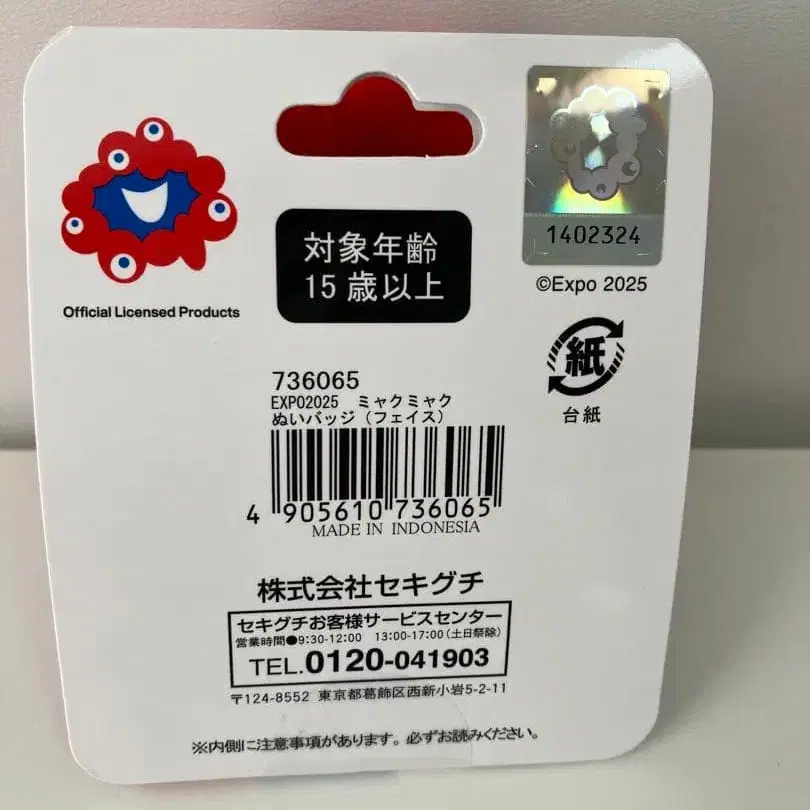 Official Licensed Products
対象年齢
15歳以上
1402324
©Expo 2025
紙
台紙
736065
EXPO2025 ミャクミャク
ぬいバッジ(フェイス)
4 905610 736065
MADE IN INDONESIA
株式会社セキグチ
セキグチお客様サービスセンター
営業時間●9:30-12:00 13:00-17:00(土日祭除)
TEL.0120-041903
〒124-8552 東京都葛飾区西新小岩5-2-11
※内側に注意事項があります。必ずお読みください。